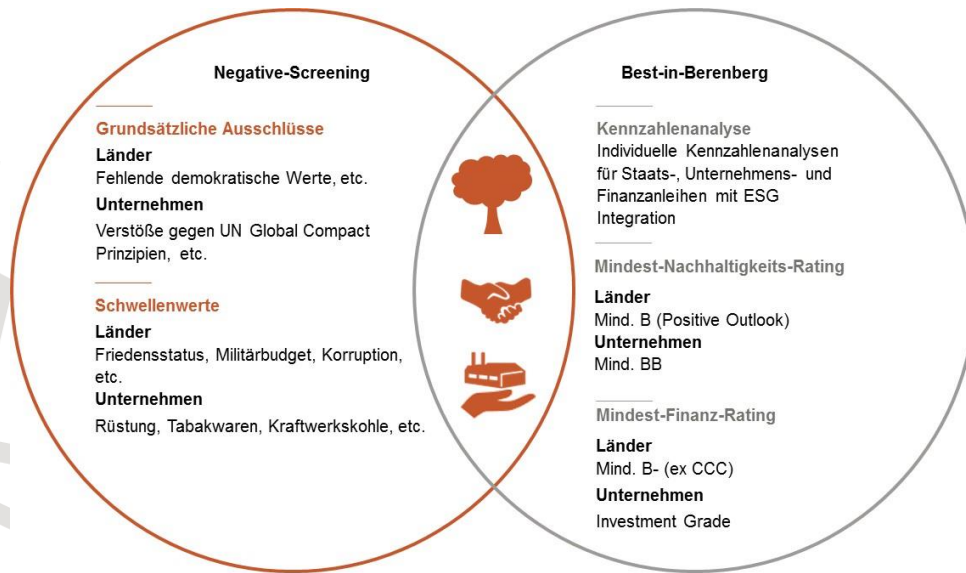 Negative-Screening
Grundsätzliche Ausschlüsse
Länder
Fehlende demokratische Werte, etc.
Unternehmen
Verstöße gegen UN Global Compact
Prinzipien, etc.
Schwellenwerte
Länder
Friedensstatus, Militärbudget, Korruption,
etc.
Unternehmen
Rüstung, Tabakwaren, Kraftwerkskohle, etc.
Best-in-Berenberg
Kennzahlenanalyse
Individuelle Kennzahlenanalysen
für Staats-, Unternehmens- und
Finanzanleihen mit ESG
Integration
Mindest-Nachhaltigkeits-Rating
Länder
Mind. B (Positive Outlook)
Unternehmen
Mind. BB
Mindest-Finanz-Rating
Länder
Mind. B- (ex CCC)
Unternehmen
Investment Grade